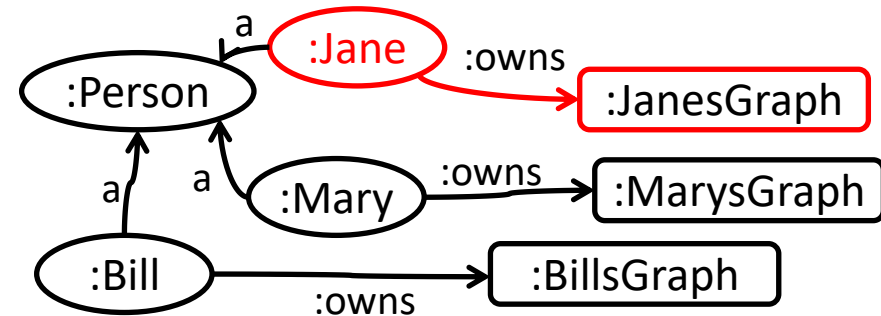 a
:Jane
:owns
:Person
:JanesGraph
a
a
:Mary
:owns
:MarysGraph
:Bill
:owns
:BillsGraph